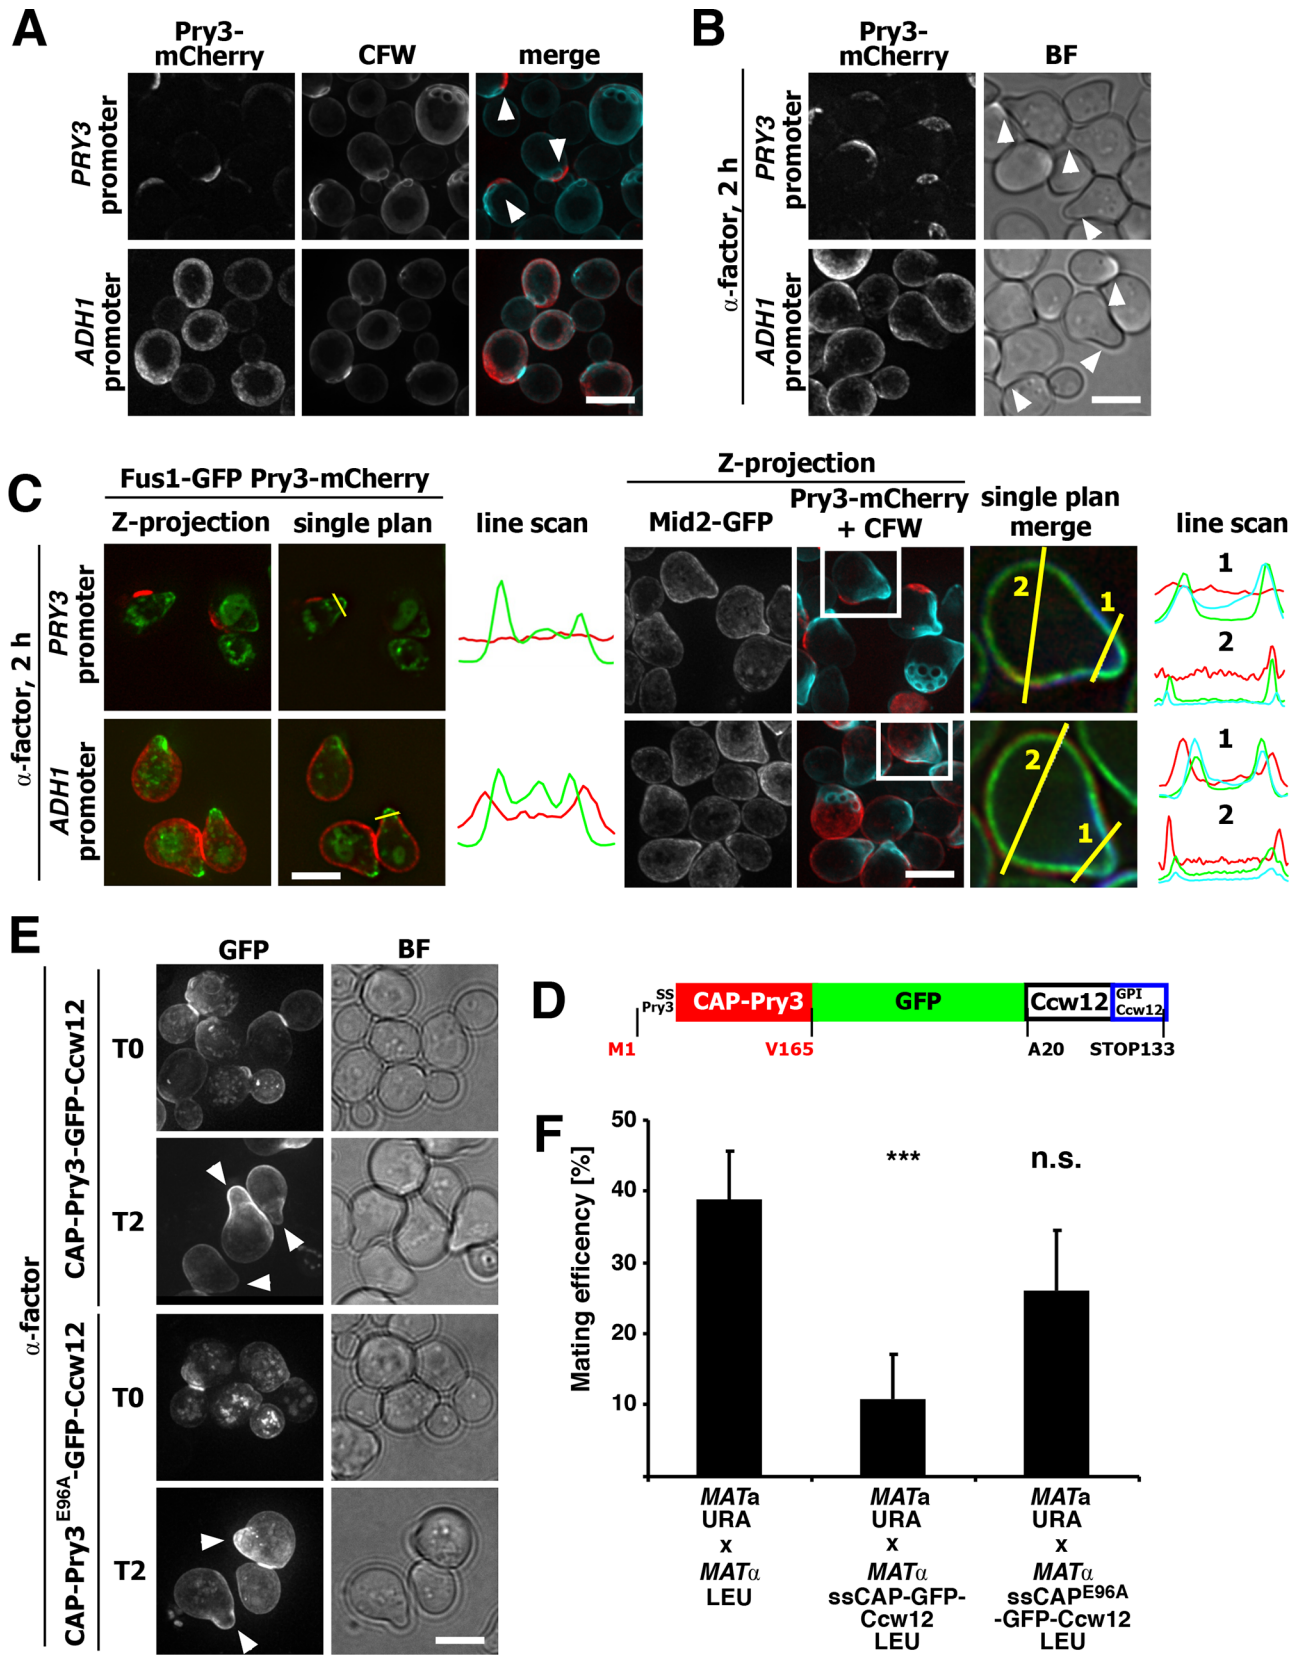 A
Pry3-
mCherry
CFW
merge
PRY3
promoter
ADH1
promoter
B
Pry3-
mCherry
BF
α-factor, 2 h
PRY3
promoter
ADH1
promoter
C
Fus1-GFP Pry3-mCherry
Z-projection
single plan
line scan
α-factor, 2 h
PRY3
promoter
ADH1
promoter
Z-projection
Mid2-GFP
Pry3-mCherry
+ CFW
single plan
merge
line scan
2
1
1
2
2
1
1
2
E
GFP
BF
α-factor
CAP-Pry3-GFP-Ccw12
T0
T2
CAP-Pry3E96A-GFP-Ccw12
T0
T2
D
SS
Pry3
CAP-Pry3
GFP
Ccw12
GPI
Ccw12
M1
V165
A20
STOP133
F
Mating efficency [%]
50
40
30
20
10
***
n.s.
MATa
URA
x
MATα
LEU
MATa
URA
x
MATα
ssCAP-GFP-
Ccw12
LEU
MATa
URA
x
MATα
ssCAPE96A
-GFP-Ccw12
LEU